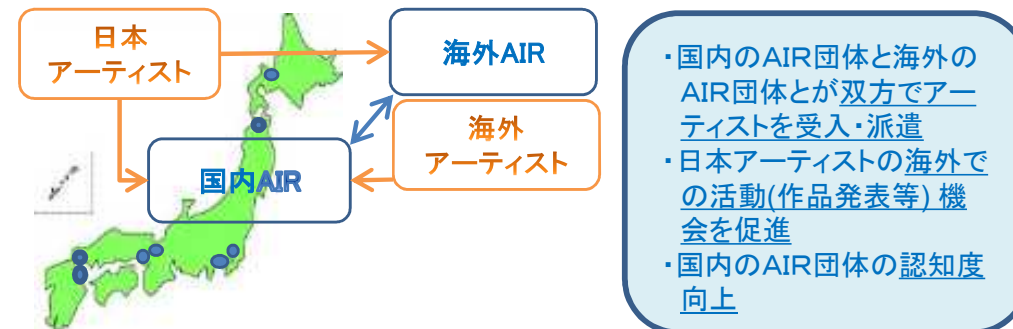 日本
アーティスト
海外AIR
海外
アーティスト
国内AIR
・国内のAIR団体と海外の
AIR団体とが双方でアー
ティストを受入・派遣
・日本アーティストの海外で
の活動(作品発表等) 機
会を促進
・国内のAIR団体の認知度
向上